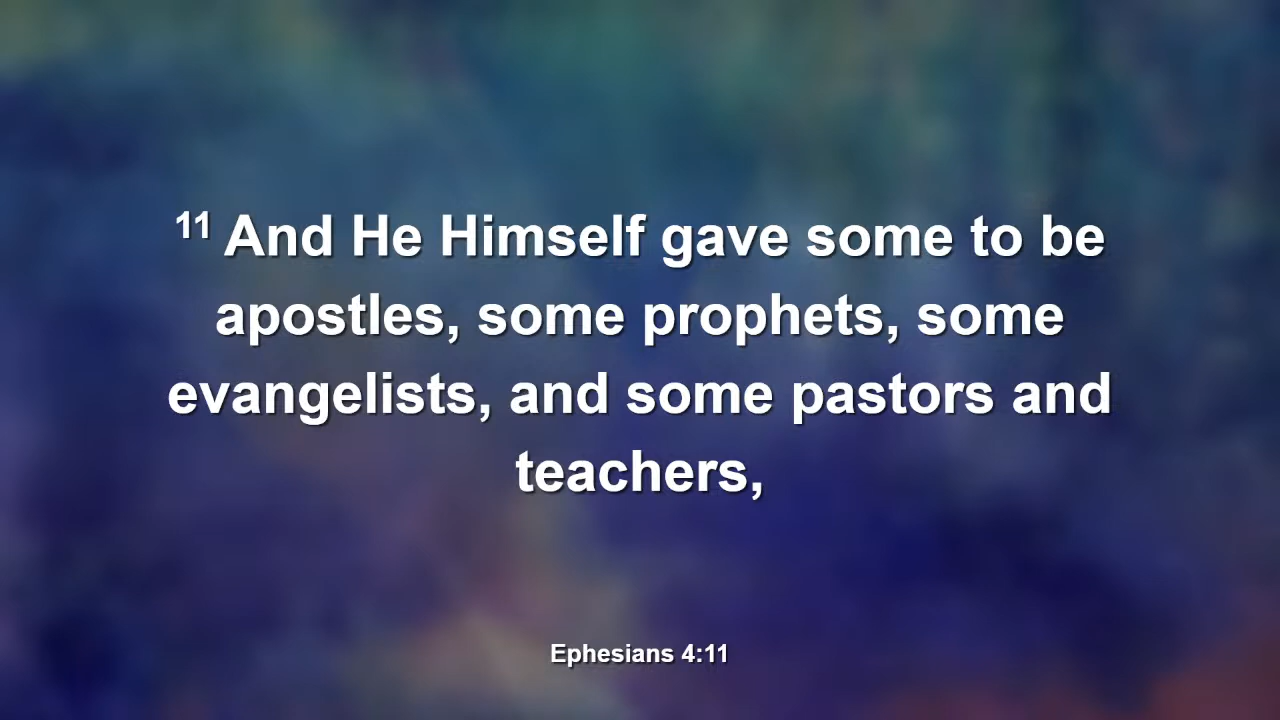 11 And He Himself gave some to be
apostles, some prophets, some
evangelists, and some pastors and
teachers,
Ephesians 4:11